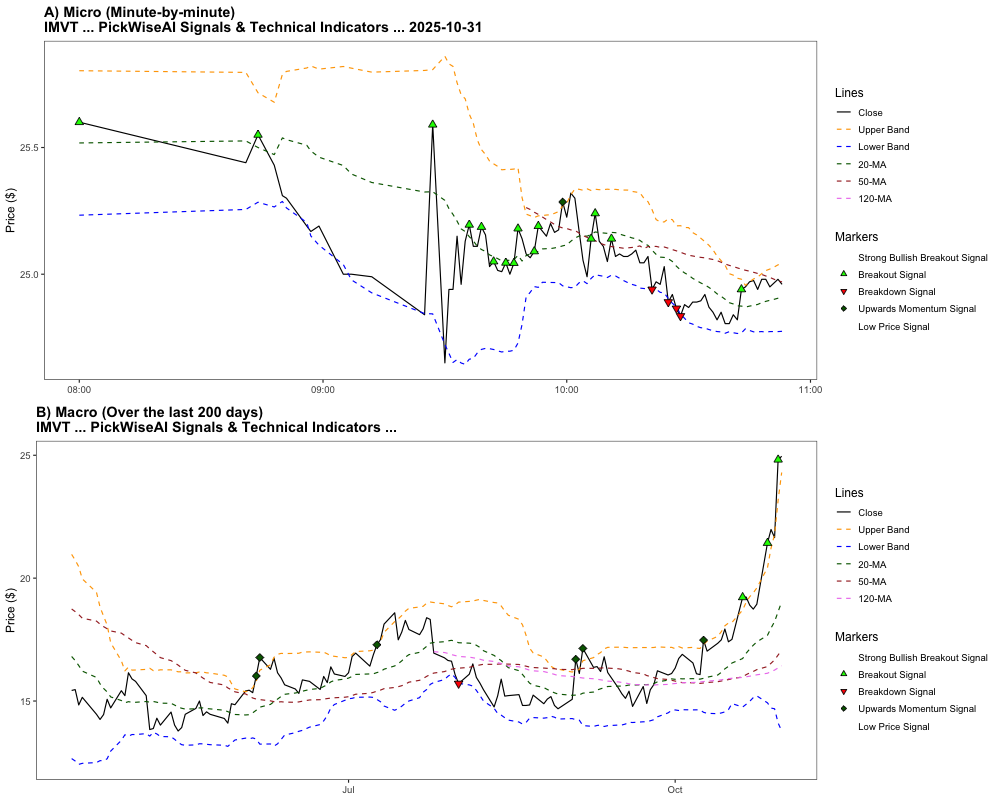 A) Micro (Minute-by-minute)
IMVT ... PickWiseAI Signals & Technical Indicators ... 2025-10-31
Price ($)
25.5
25.0
08:00
09:00
10:00
11:00
Lines
Close
Upper Band
Lower Band
20-MA
50-MA
120-MA
Markers
Strong Bullish Breakout Signal
Breakout Signal
Breakdown Signal
Upwards Momentum Signal
Low Price Signal
B) Macro (Over the last 200 days)
IMVT ... PickWiseAI Signals & Technical Indicators ...
Price ($)
25
20
15
Jul
Oct
Lines
Close
Upper Band
Lower Band
20-MA
50-MA
120-MA
Markers
Strong Bullish Breakout Signal
Breakout Signal
Breakdown Signal
Upwards Momentum Signal
Low Price Signal